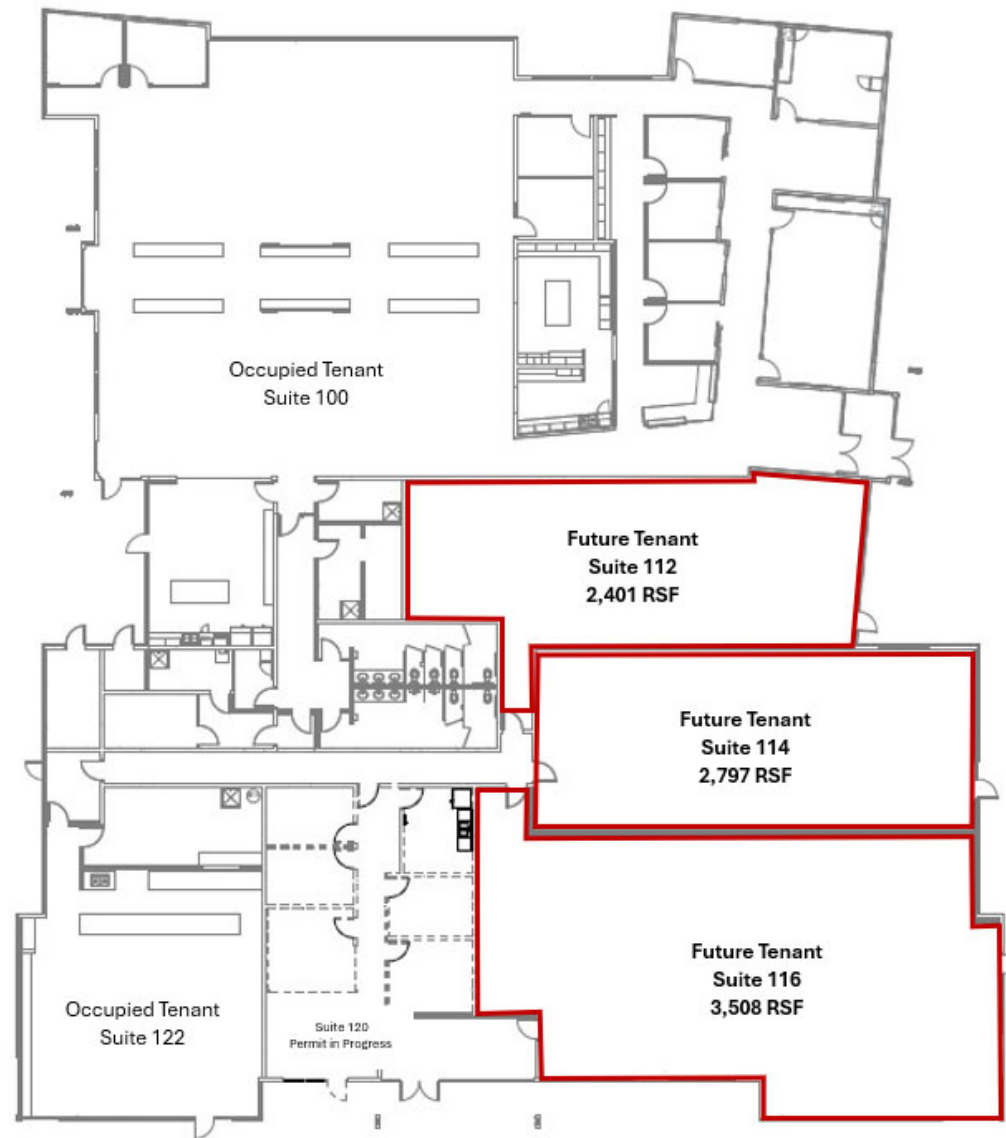 Occupied Tenant
Suite 100
Future Tenant
Suite 112
2,401 RSF
Future Tenant
Suite 114
2,797 RSF
Future Tenant
Suite 116
3,508 RSF
Occupied Tenant
Suite 122
Suite 120
Permit in Progress